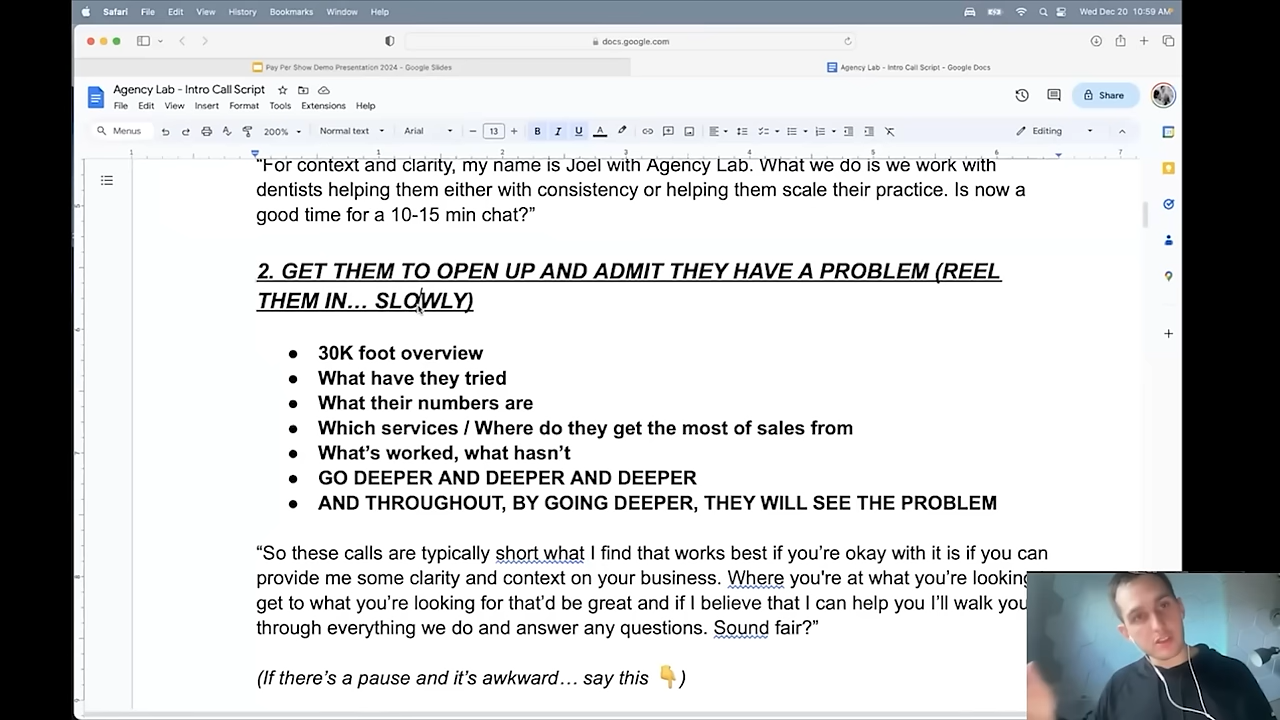 Safari File Edit View History Bookmarks Window Help Wed Dec 20 10:59 AM
docs.google.com
Pay Per Show Demo Presentation 2024 - Google Slides Agency Lab - Intro Call Script - Google Docs
Agency Lab - Intro Call Script
File Edit View Insert Format Tools Extensions Help
Share
Menus 200% Normal text Arial 13 B I U A Editing
1 1 2 3 4 5 6 7
"For context and clarity, my name is Joel with Agency Lab. What we do is we work with
dentists helping them either with consistency or helping them scale their practice. Is now a
good time for a 10-15 min chat?"
2. GET THEM TO OPEN UP AND ADMIT THEY HAVE A PROBLEM (REEL
THEM IN... SLOWLY)
● 30K foot overview
● What have they tried
● What their numbers are
● Which services / Where do they get the most of sales from
● What's worked, what hasn't
● GO DEEPER AND DEEPER AND DEEPER
● AND THROUGHOUT, BY GOING DEEPER, THEY WILL SEE THE PROBLEM
"So these calls are typically short what I find that works best if you're okay with it is if you can
provide me some clarity and context on your business. Where you're at what you're looking
get to what you're looking for that'd be great and if I believe that I can help you I'll walk you
through everything we do and answer any questions. Sound fair?"
(If there's a pause and it's awkward... say this 👇)